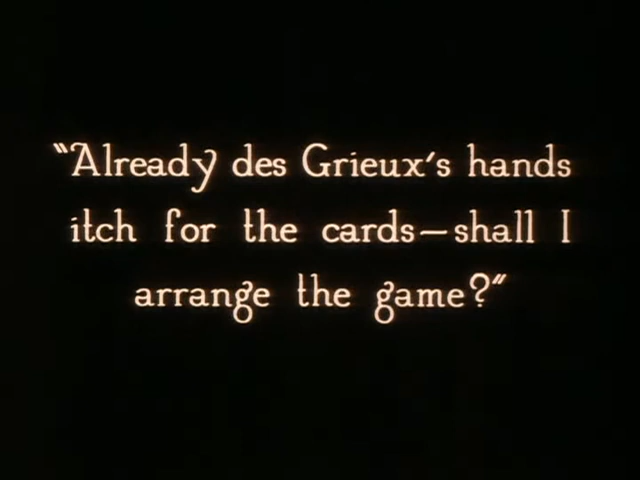 "Already des Grieux's hands
itch for the cards—shall I
arrange the game?"